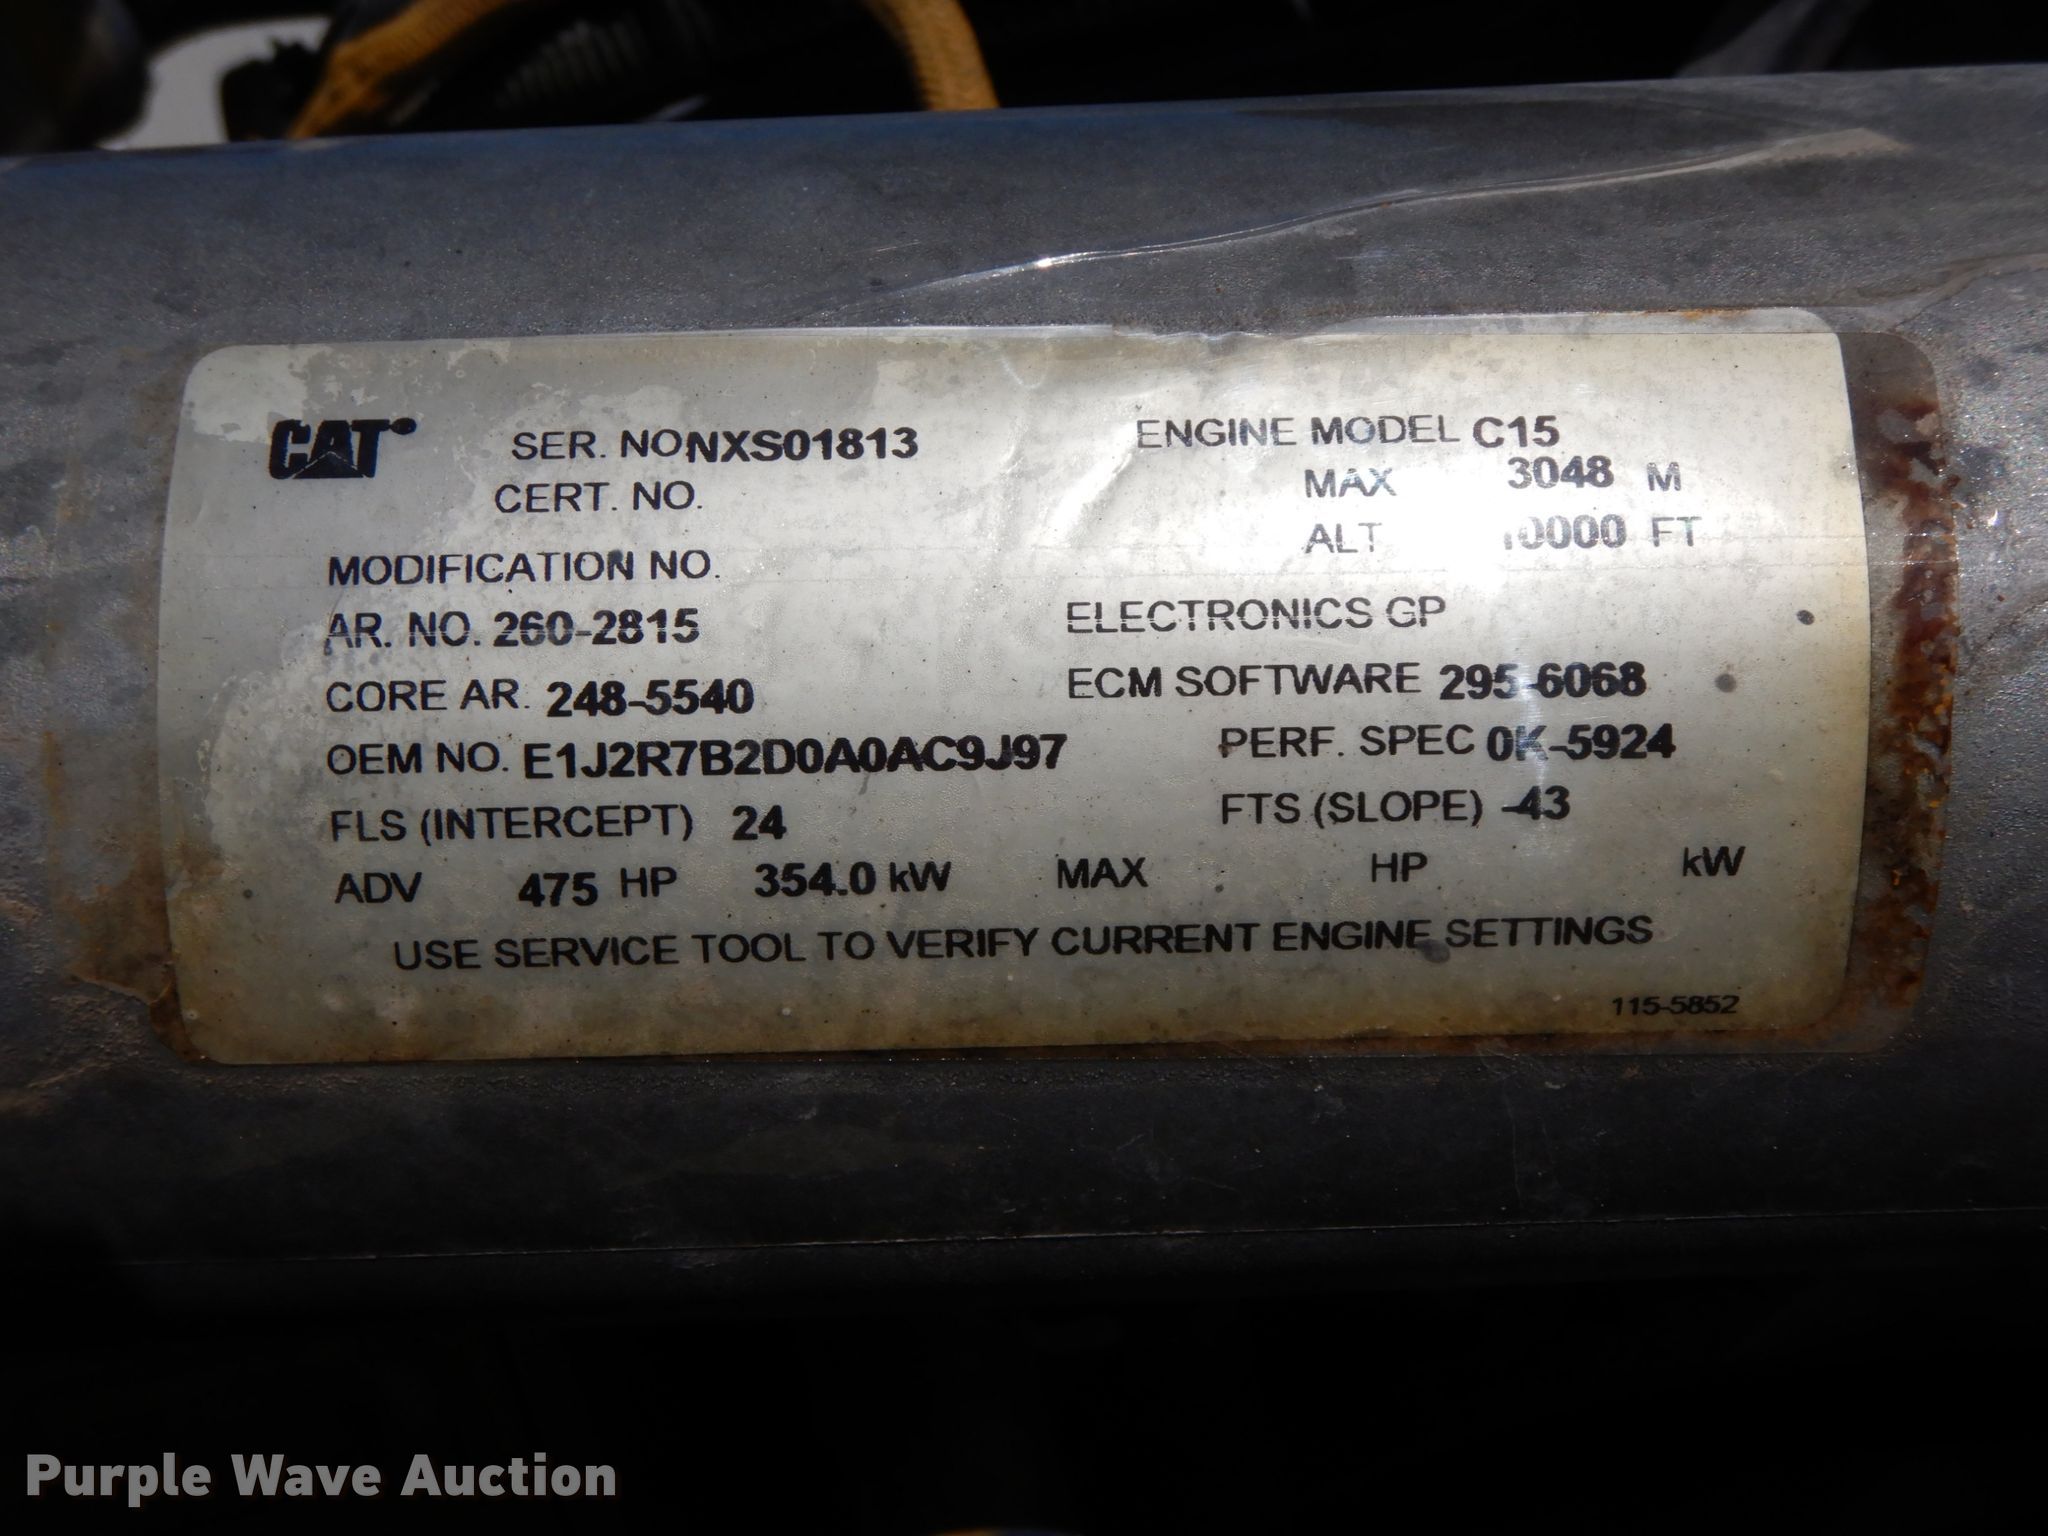 CAT SER. NO NXS01813 ENGINE MODEL C15
CERT. NO. MAX 3048 M
ALT 10000 FT
MODIFICATION NO.
AR. NO. 260-2815 ELECTRONICS GP
CORE AR. 248-5540 ECM SOFTWARE 295-6068
OEM NO. E1J2R7B2D0A0AC9J97 PERF. SPEC 0K-5924
FLS (INTERCEPT) 24 FTS (SLOPE) -43
ADV 475 HP 354.0 kW MAX HP kW
USE SERVICE TOOL TO VERIFY CURRENT ENGINE SETTINGS
115-5852
Purple Wave Auction